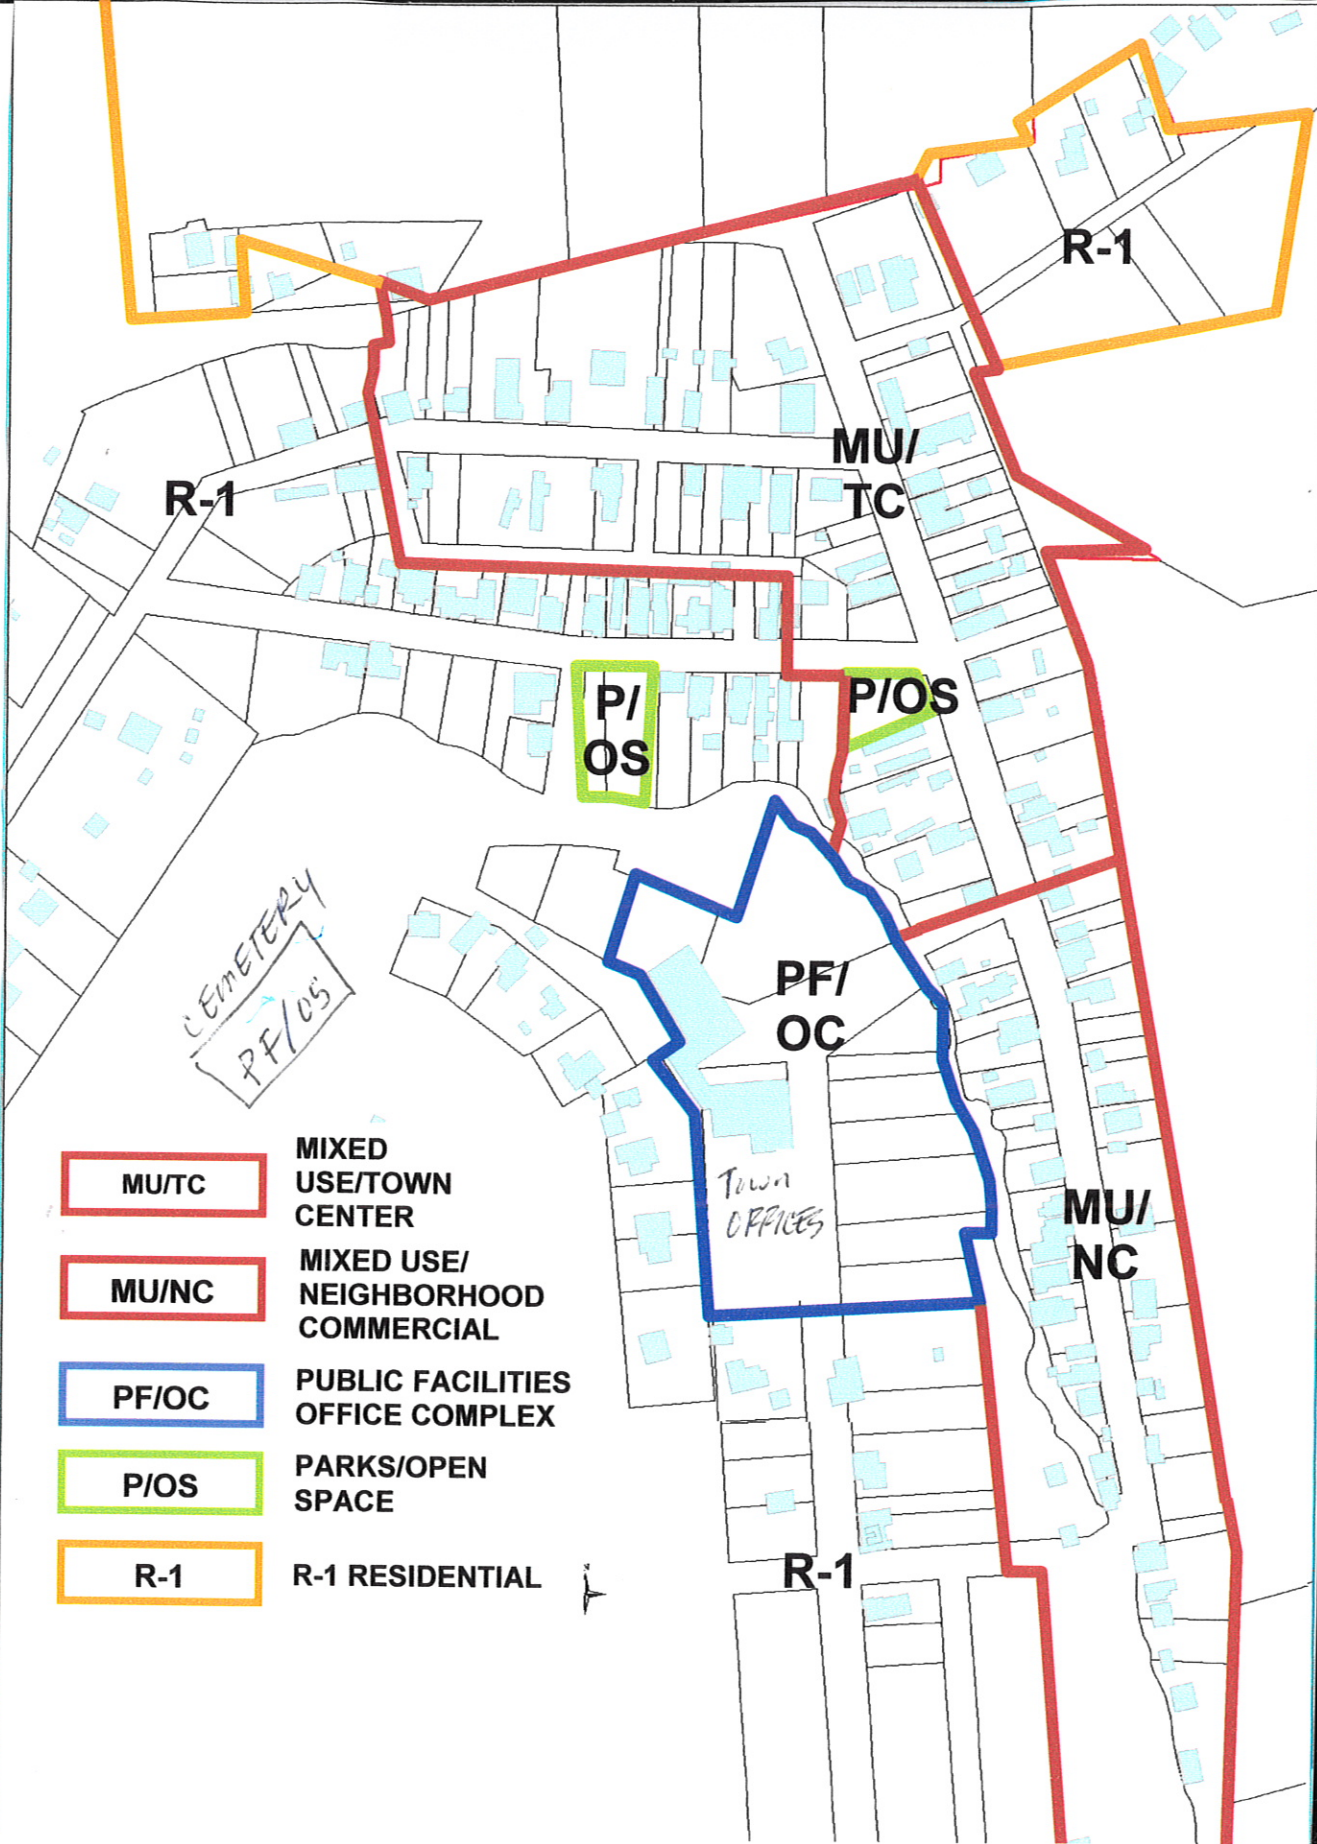 R-1
MU/
TC
R-1
P/
OS
P/OS
CEMETERY
PF/OS
PF/
OC
TOWN
OFFICES
MU/
NC
R-1
MU/TC
MIXED
USE/TOWN
CENTER
MU/NC
MIXED USE/
NEIGHBORHOOD
COMMERCIAL
PF/OC
PUBLIC FACILITIES
OFFICE COMPLEX
P/OS
PARKS/OPEN
SPACE
R-1
R-1 RESIDENTIAL